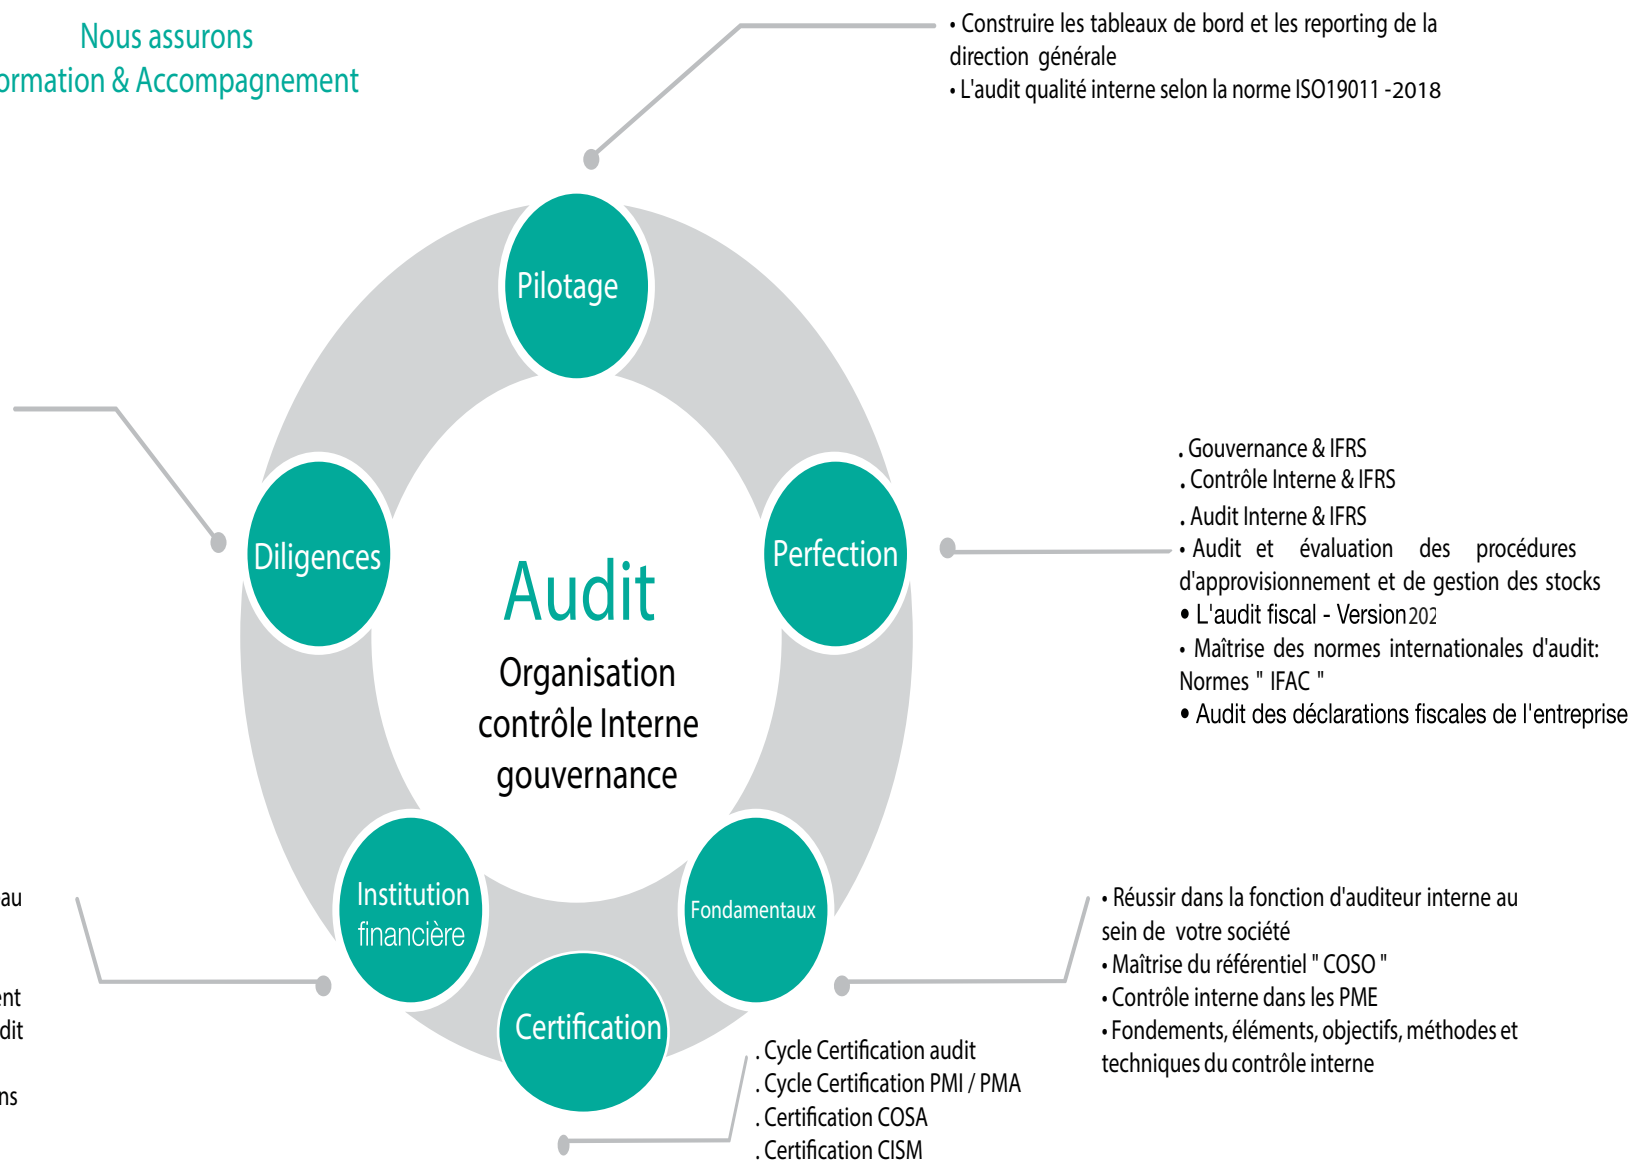 Nous assurons
ormation & Accompagnement
• Construire les tableaux de bord et les reporting de la
direction générale
• L'audit qualité interne selon la norme ISO19011 -2018
Pilotage
Diligences
Perfection
. Gouvernance & IFRS
. Contrôle Interne & IFRS
. Audit Interne & IFRS
• Audit et évaluation des procédures
d'approvisionnement et de gestion des stocks
• L'audit fiscal - Version 202
• Maîtrise des normes internationales d'audit:
Normes " IFAC "
• Audit des déclarations fiscales de l'entreprise
Audit
Organisation
contrôle Interne
gouvernance
Institution
financière
Fondamentaux
Certification
au
ent
dit
ns
• Réussir dans la fonction d'auditeur interne au
sein de votre société
• Maîtrise du référentiel " COSO "
• Contrôle interne dans les PME
• Fondements, éléments, objectifs, méthodes et
techniques du contrôle interne
. Cycle Certification audit
. Cycle Certification PMI / PMA
. Certification COSA
. Certification CISM